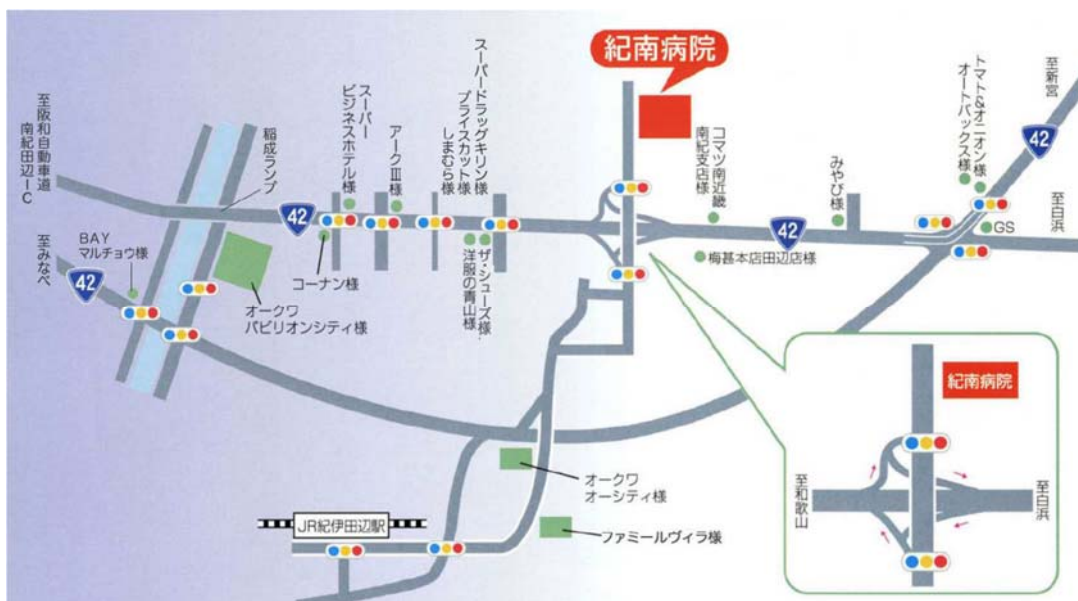 紀南病院
至阪和自動車道
南紀田辺IC
稲成ランプ
スーパー
ビジネスホテル様
アークⅢ様
スーパードラッグキリン様
プライスカット様
しまむら様
コマツ南近畿
南紀支店様
みやび様
トマト&オニオン様
オートバックス様
至新宮
42
42
42
42
至白浜
GS
至みなべ
BAY
マルチョウ様
コーナン様
ザ・シューズ様・
洋服の青山様
梅甚本店田辺店様
オークワ
パビリオンシティ様
オークワ
オーシティ様
JR紀伊田辺駅
ファミールヴィラ様
紀南病院
至和歌山
至白浜